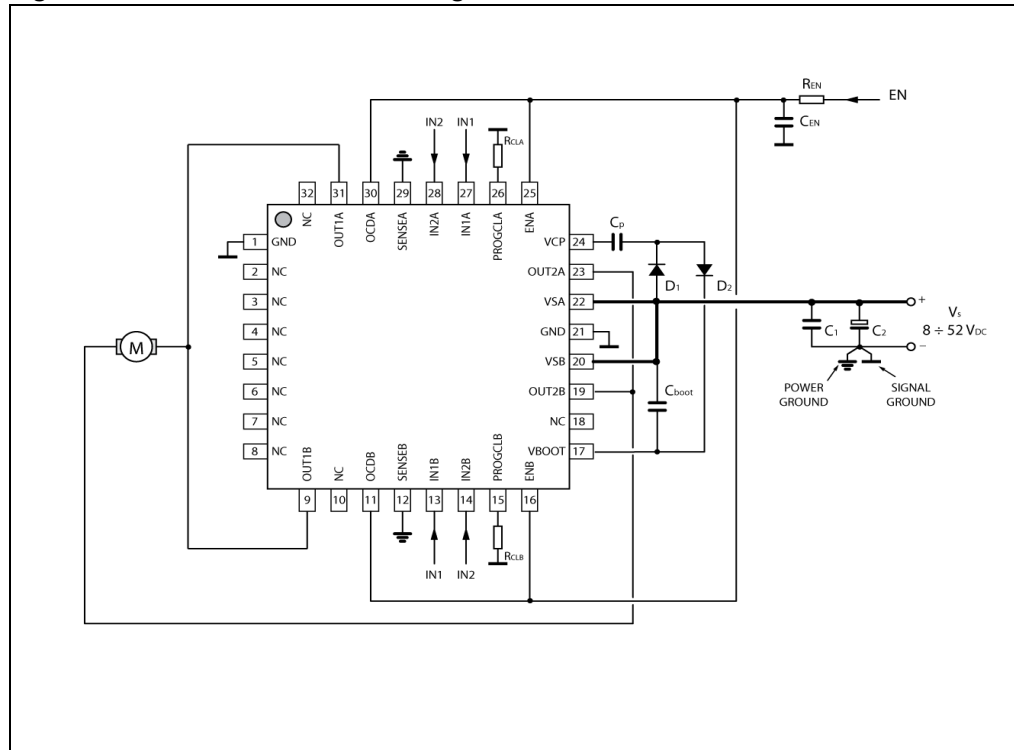 REN
EN
CEN
IN2
IN1
RCLA
32
31
30
29
28
27
26
25
NC
OUT1A
OCDA
SENSEA
IN2A
IN1A
PROGCLA
ENA
1 GND
2 NC
3 NC
4 NC
5 NC
6 NC
7 NC
8 NC
VCP 24
OUT2A 23
VSA 22
GND 21
VSB 20
OUT2B 19
NC 18
VBOOT 17
CP
D1
D2
Cboot
M
C1
C2
+
Vs
8 ÷ 52 VDC
−
POWER
GROUND
SIGNAL
GROUND
OUT1B
NC
OCDB
SENSEB
IN1B
IN2B
PROGCLB
ENB
9
10
11
12
13
14
15
16
RCLB
IN1
IN2